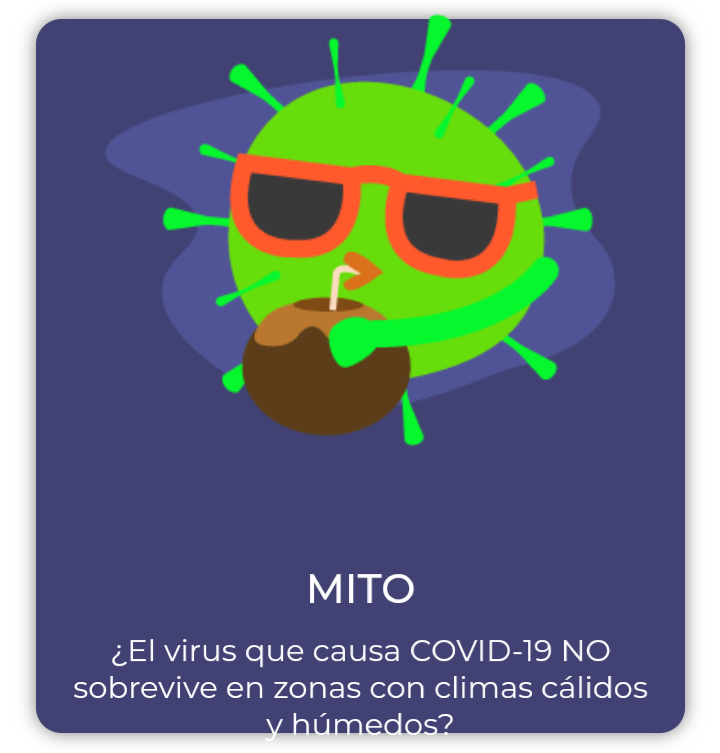 MITO
¿El virus que causa COVID-19 NO
sobrevive en zonas con climas cálidos
y húmedos?